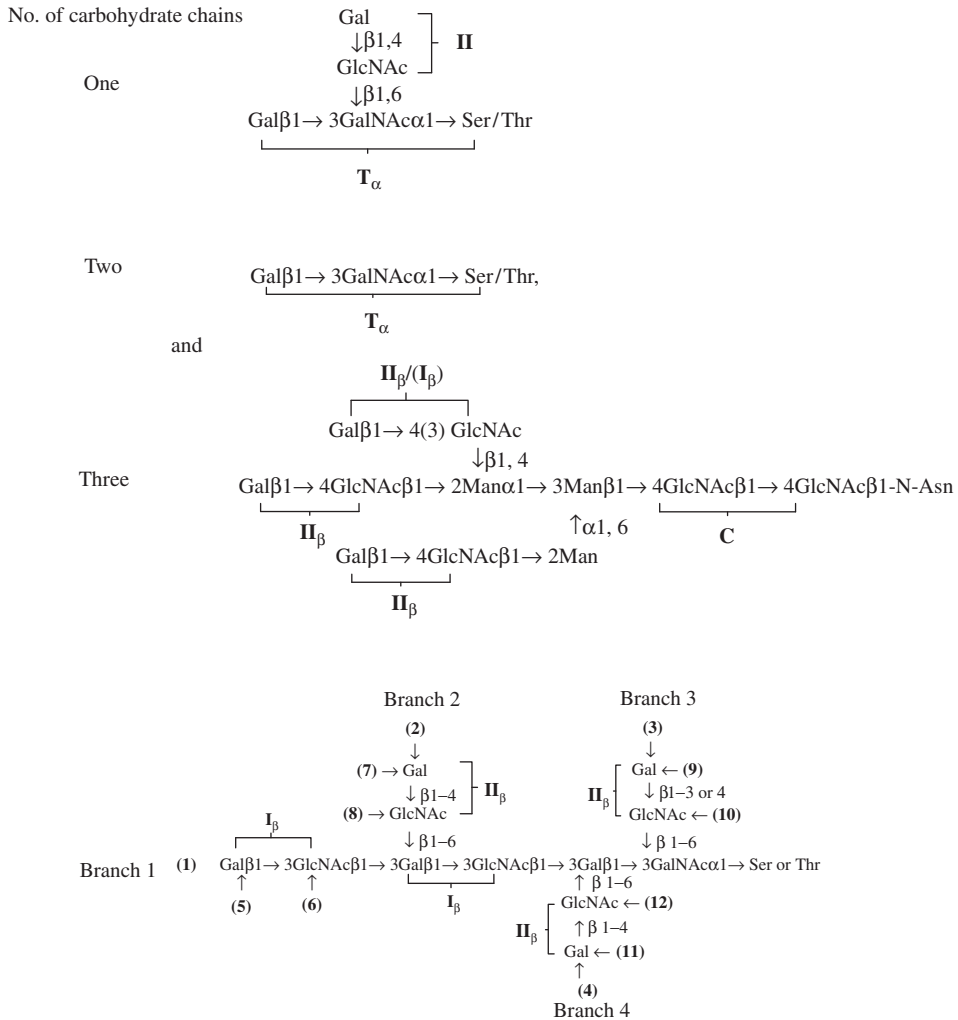 No. of carbohydrate chains
Gal
↓β1,4
II
GlcNAc
One
↓β1,6
Galβ1→ 3GalNAcα1→ Ser/Thr
Tα
Two
Galβ1→ 3GalNAcα1→ Ser/Thr,
Tα
and
IIβ/(Iβ)
Galβ1→ 4(3) GlcNAc
↓β1, 4
Three
Galβ1→ 4GlcNAcβ1→ 2Manα1→ 3Manβ1→ 4GlcNAcβ1→ 4GlcNAcβ1-N-Asn
IIβ
↑α1, 6
C
Galβ1→ 4GlcNAcβ1→ 2Man
IIβ
Branch 2
Branch 3
(2)
(3)
↓
↓
(7) → Gal
Gal ← (9)
↓ β1–4
IIβ
IIβ
↓ β1–3 or 4
(8) → GlcNAc
GlcNAc ← (10)
Iβ
↓ β1–6
↓ β 1–6
Branch 1 (1) Galβ1→ 3GlcNAcβ1→ 3Galβ1→ 3GlcNAcβ1→ 3Galβ1→ 3GalNAcα1→ Ser or Thr
↑
↑
Iβ
↑ β 1–6
(5)
(6)
GlcNAc ← (12)
IIβ
↑ β 1–4
Gal ← (11)
↑
(4)
Branch 4